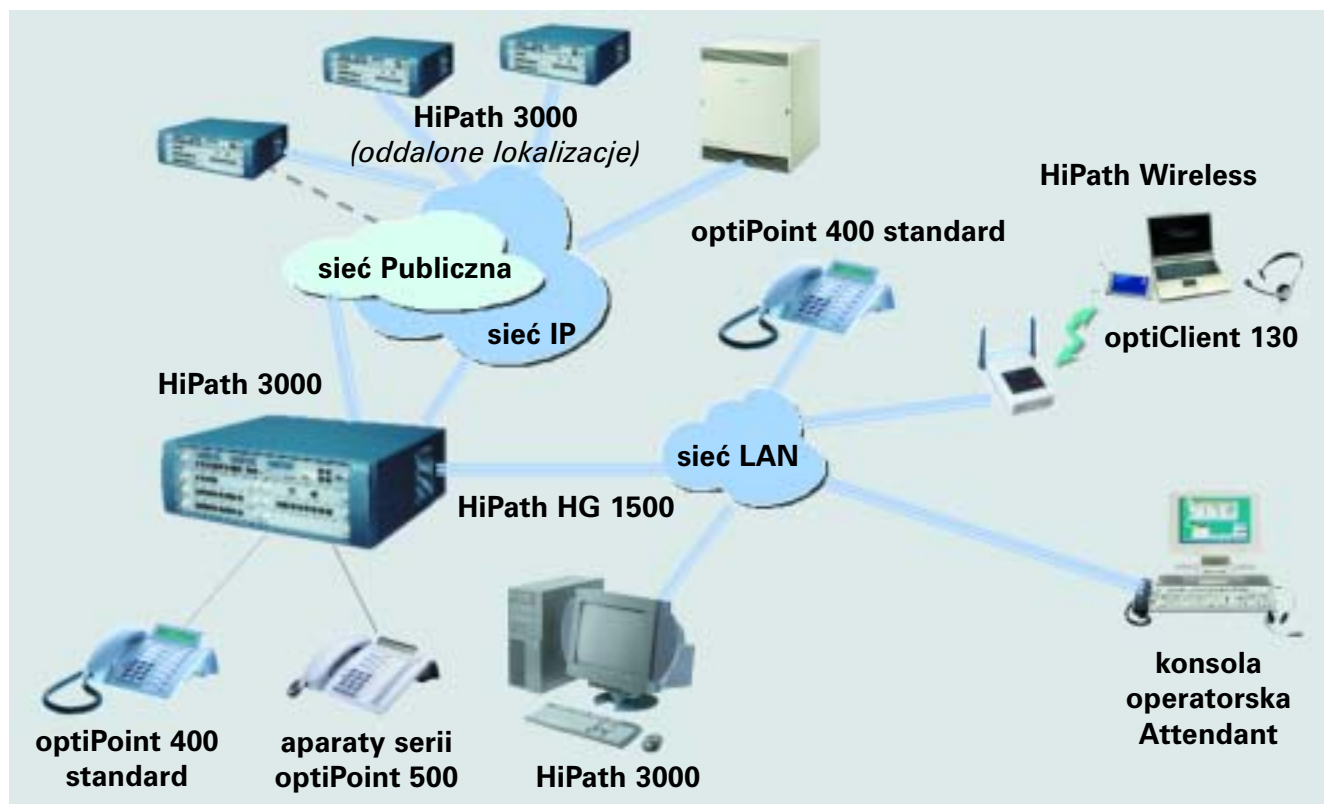 HiPath 3000
(oddalone lokalizacje)
HiPath Wireless
optiPoint 400 standard
sieć Publiczna
sieć IP
optiClient 130
HiPath 3000
sieć LAN
HiPath HG 1500
konsola
operatorska
Attendant
optiPoint 400
standard
aparaty serii
optiPoint 500
HiPath 3000